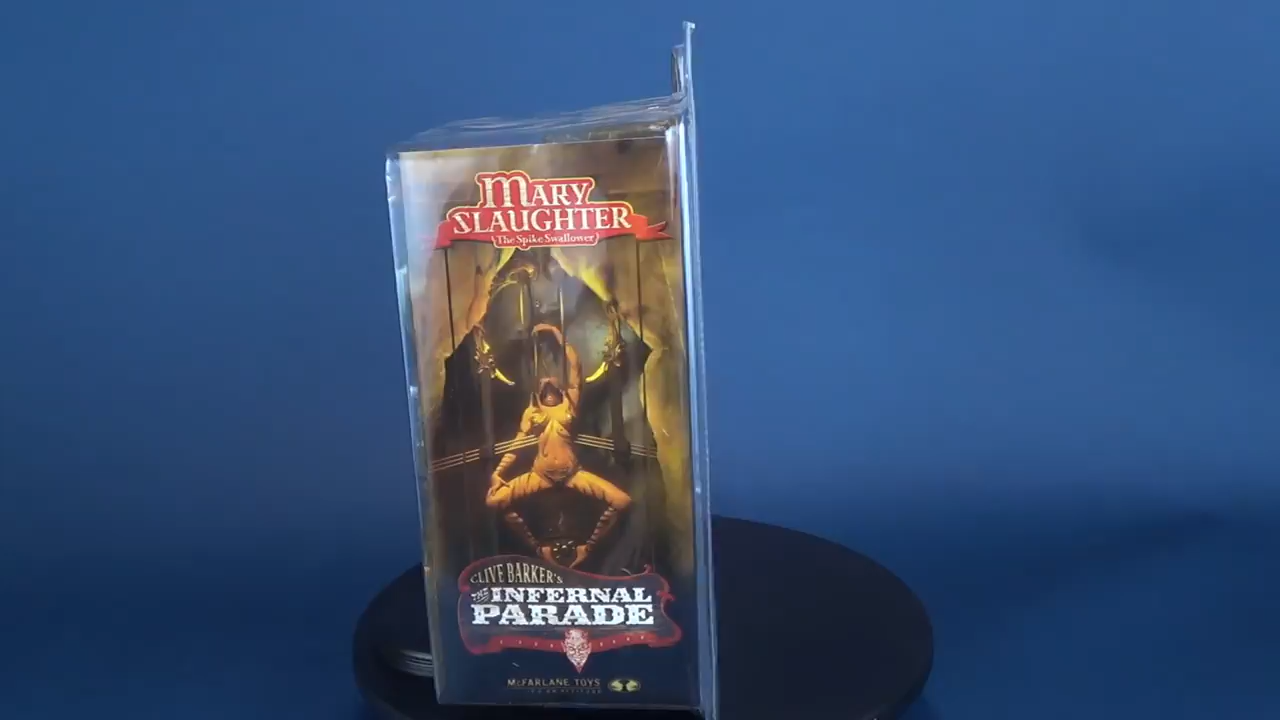 MARY
SLAUGHTER
The Spike Swallower
CLIVE BARKER'S
THE INFERNAL
PARADE
McFARLANE TOYS